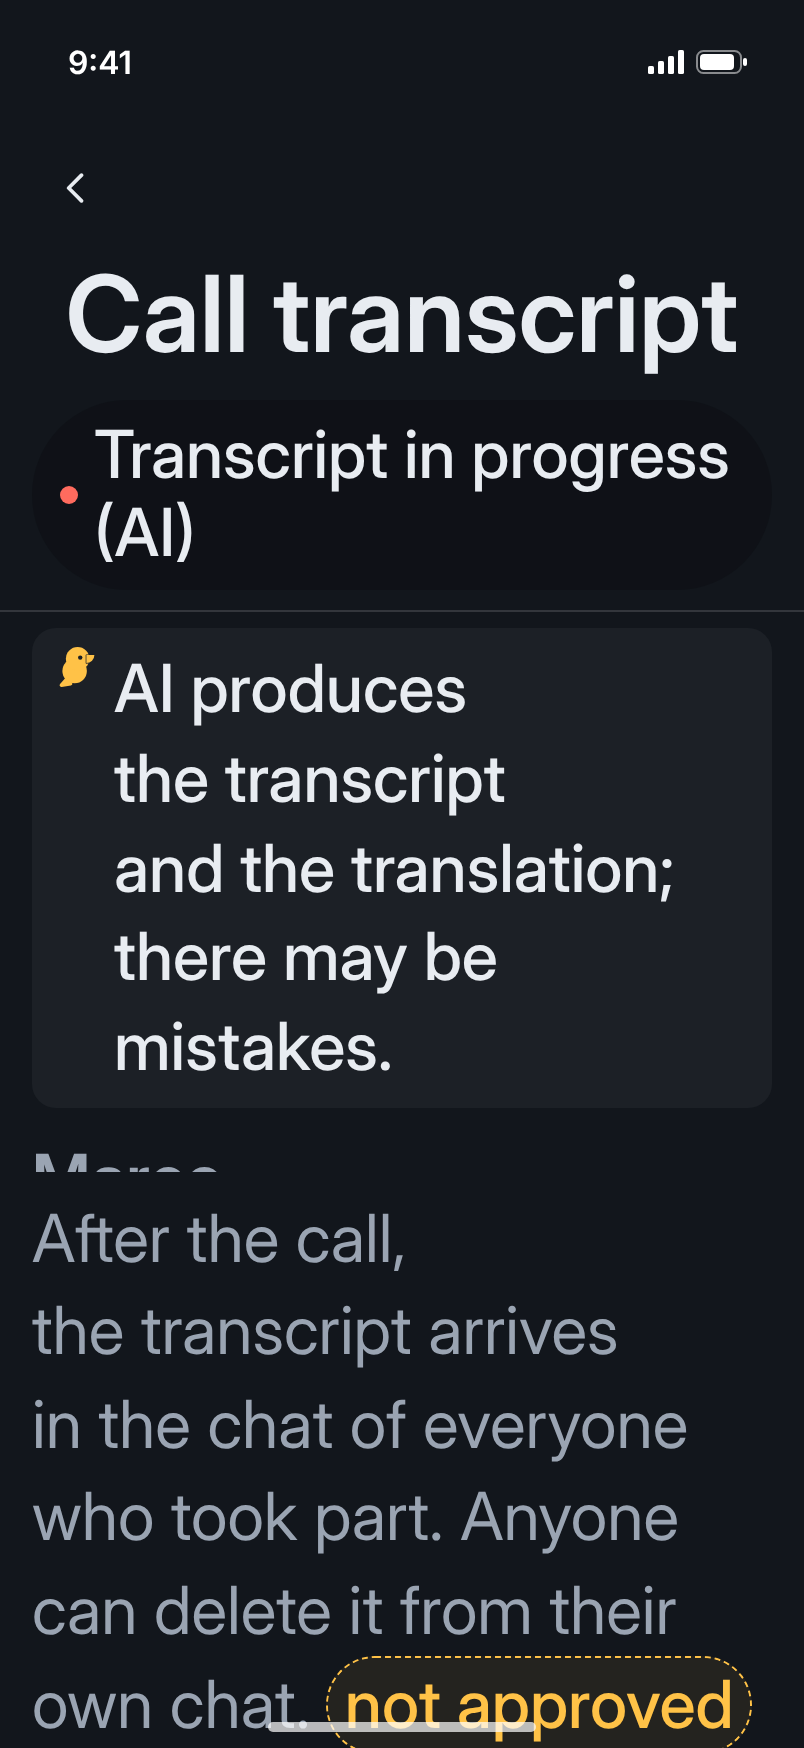 9:41
Call transcript
Transcript in progress
(AI)
AI produces
the transcript
and the translation;
there may be
mistakes.
After the call,
the transcript arrives
in the chat of everyone
who took part. Anyone
can delete it from their
own chat. not approved